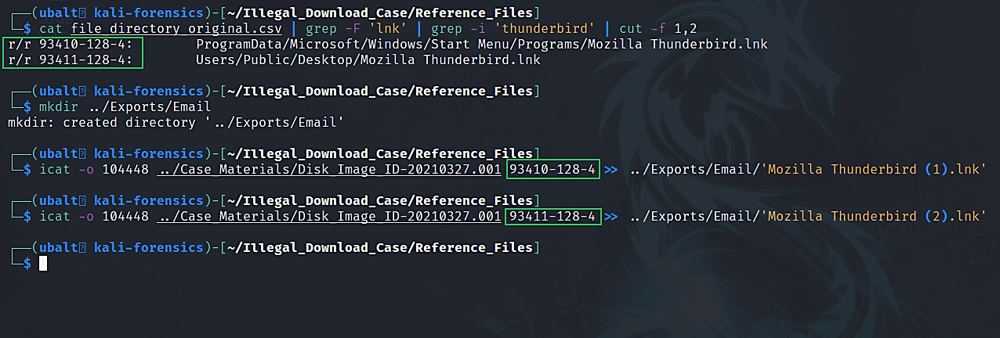 ┌──(ubalt㉿ kali-forensics)-[~/Illegal_Download_Case/Reference_Files]
└─$ cat file_directory_original.csv | grep -F 'lnk' | grep -i 'thunderbird' | cut -f 1,2
r/r 93410-128-4:        ProgramData/Microsoft/Windows/Start Menu/Programs/Mozilla Thunderbird.lnk
r/r 93411-128-4:        Users/Public/Desktop/Mozilla Thunderbird.lnk
┌──(ubalt㉿ kali-forensics)-[~/Illegal_Download_Case/Reference_Files]
└─$ mkdir ../Exports/Email
mkdir: created directory '../Exports/Email'
┌──(ubalt㉿ kali-forensics)-[~/Illegal_Download_Case/Reference_Files]
└─$ icat -o 104448 ../Case_Materials/Disk_Image_ID-20210327.001 93410-128-4 >> ../Exports/Email/'Mozilla Thunderbird (1).lnk'
┌──(ubalt㉿ kali-forensics)-[~/Illegal_Download_Case/Reference_Files]
└─$ icat -o 104448 ../Case_Materials/Disk_Image_ID-20210327.001 93411-128-4 >> ../Exports/Email/'Mozilla Thunderbird (2).lnk'
┌──(ubalt㉿ kali-forensics)-[~/Illegal_Download_Case/Reference_Files]
└─$